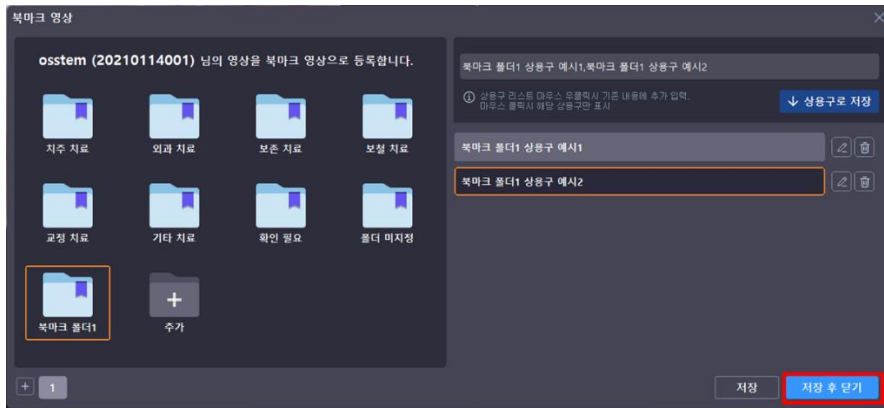 북마크 영상
osstem (20210114001) 님의 영상을 북마크 영상으로 등록합니다.
치주 치료
외과 치료
보존 치료
보철 치료
교정 치료
기타 치료
확인 필요
폴더 미지정
북마크 폴더1
추가
1
북마크 폴더1 상용구 예시1,북마크 폴더1 상용구 예시2
상용구 리스트 마우스 우클릭시 기존 내용에 추가 입력.
마우스 클릭시 해당 상용구만 표시
상용구로 저장
북마크 폴더1 상용구 예시1
북마크 폴더1 상용구 예시2
저장
저장 후 닫기